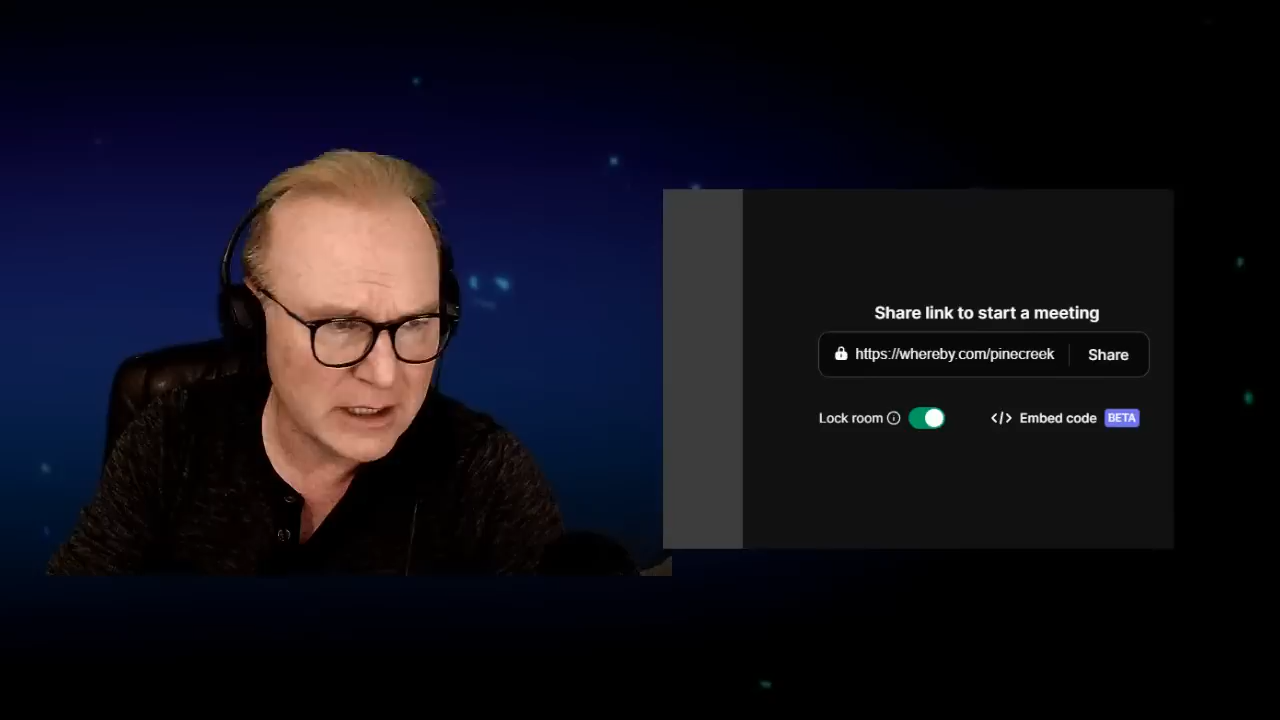 Share link to start a meeting
https://whereby.com/pinecreek Share
Lock room </> Embed code BETA